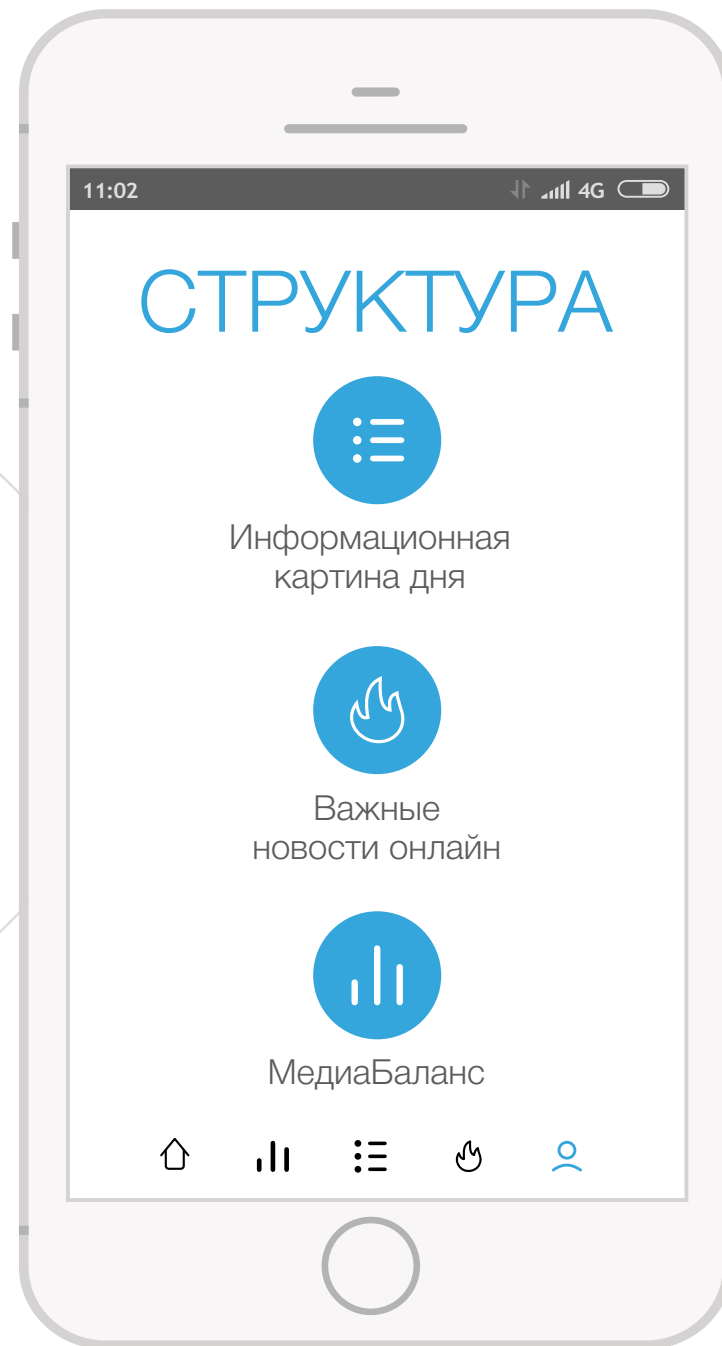 11:02 4G
СТРУКТУРА
Информационная
картина дня
Важные
новости онлайн
МедиаБаланс